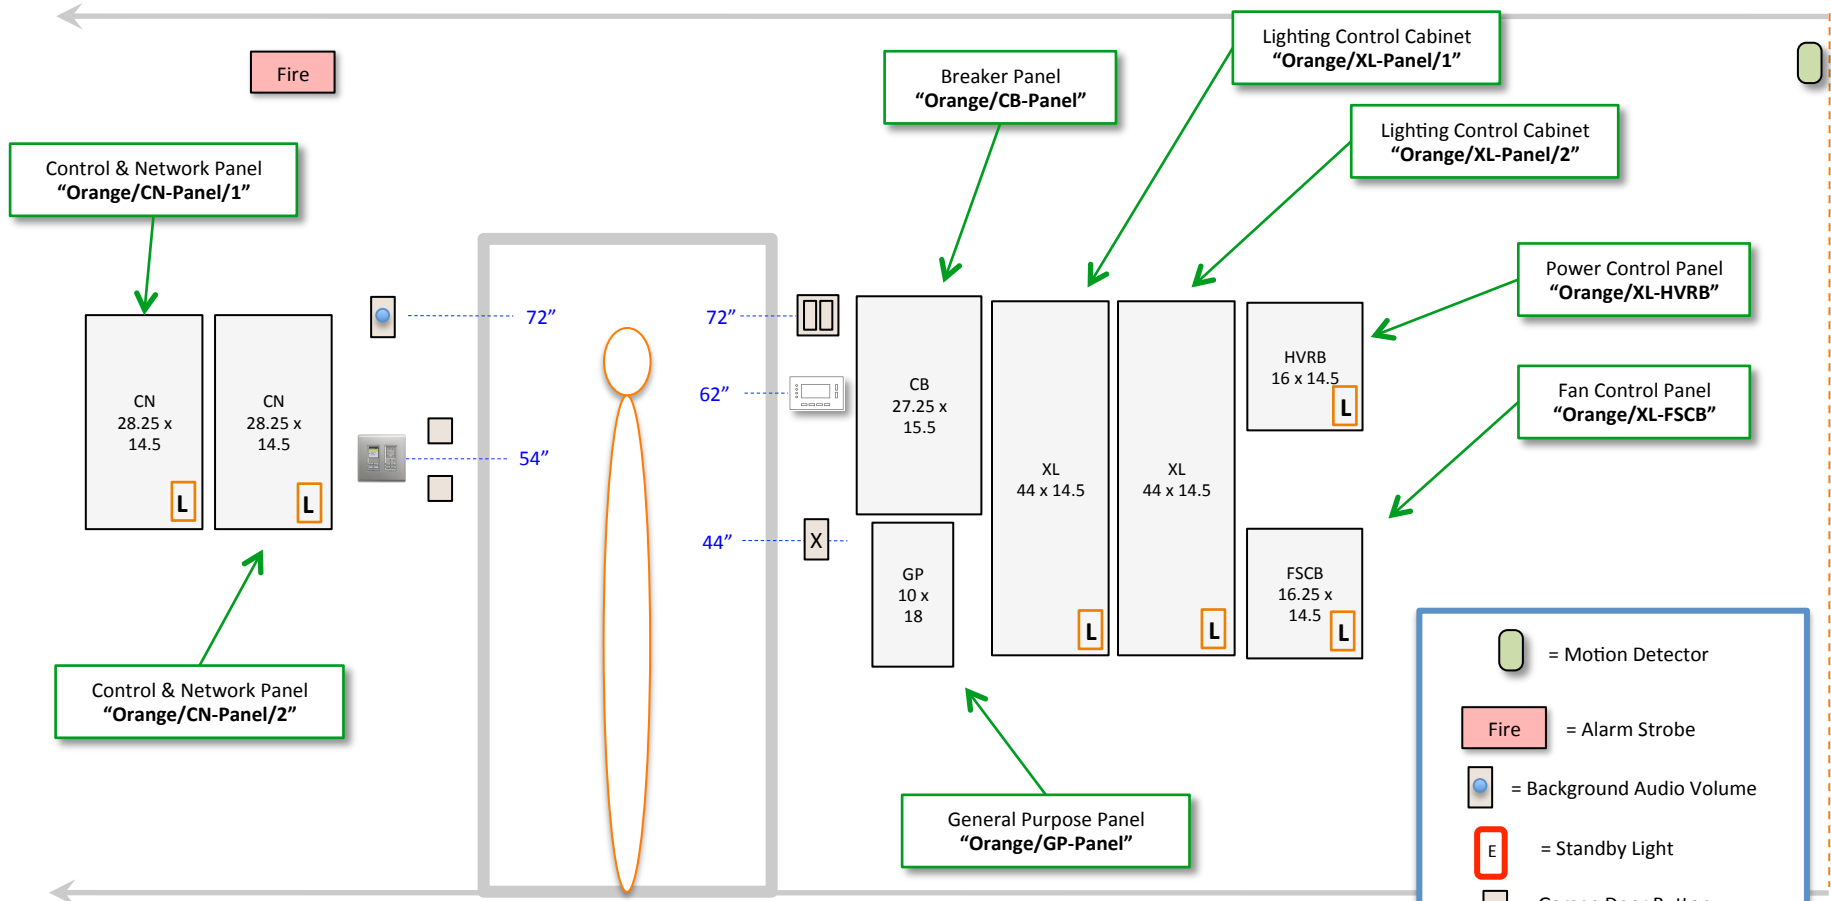 Fire
Lighting Control Cabinet
“Orange/XL-Panel/1”
Breaker Panel
“Orange/CB-Panel”
Lighting Control Cabinet
“Orange/XL-Panel/2”
Control & Network Panel
“Orange/CN-Panel/1”
Power Control Panel
“Orange/XL-HVRB”
Fan Control Panel
“Orange/XL-FSCB”
CN
28.25 x
14.5
L
CN
28.25 x
14.5
L
72”
54”
72”
62”
44”
X
CB
27.25 x
15.5
GP
10 x
18
XL
44 x 14.5
L
XL
44 x 14.5
L
HVRB
16 x 14.5
L
FSCB
16.25 x
14.5
L
Control & Network Panel
“Orange/CN-Panel/2”
General Purpose Panel
“Orange/GP-Panel”
= Motion Detector
Fire = Alarm Strobe
= Background Audio Volume
E = Standby Light
= Garage Door Button